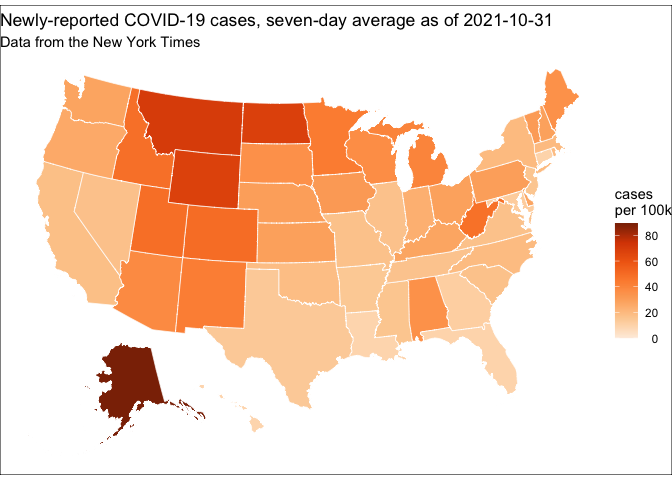 Newly-reported COVID-19 cases, seven-day average as of 2021-10-31
Data from the New York Times
cases
per 100k
80
60
40
20
0